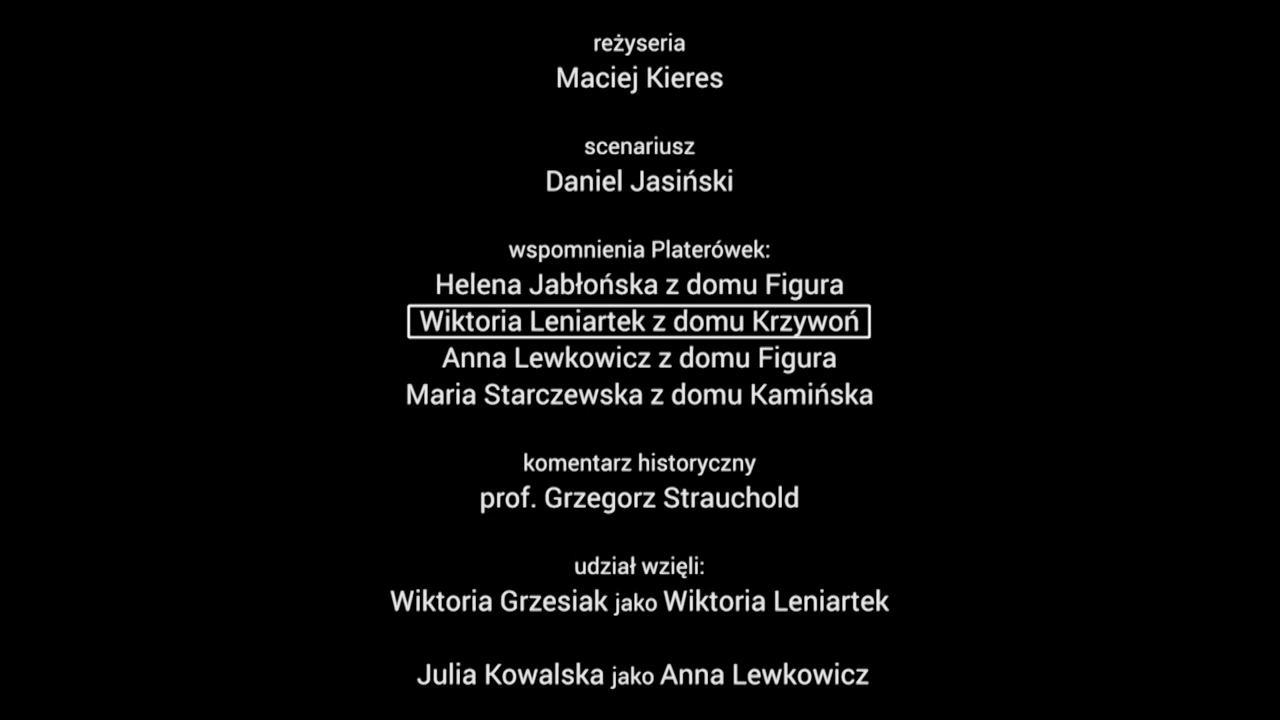 reżyseria
Maciej Kieres
scenariusz
Daniel Jasiński
wspomnienia Platerówek:
Helena Jabłońska z domu Figura
Wiktoria Leniartek z domu Krzywoń
Anna Lewkowicz z domu Figura
Maria Starczewska z domu Kamińska
komentarz historyczny
prof. Grzegorz Strauchold
udział wzięli:
Wiktoria Grzesiak jako Wiktoria Leniartek
Julia Kowalska jako Anna Lewkowicz